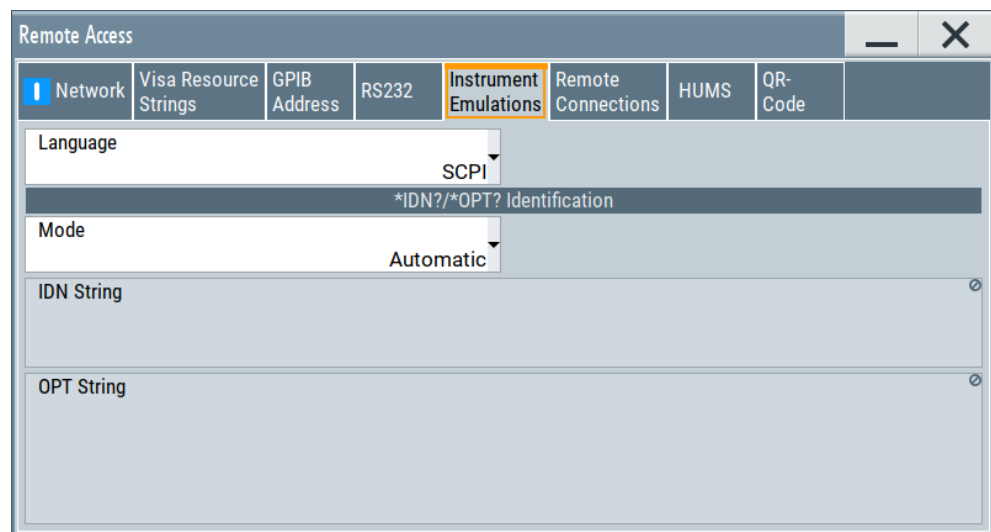 Remote Access
Network
Visa Resource
Strings
GPIB
Address
RS232
Instrument
Emulations
Remote
Connections
HUMS
QR-
Code
Language
SCPI
*IDN?/*OPT? Identification
Mode
Automatic
IDN String
OPT String